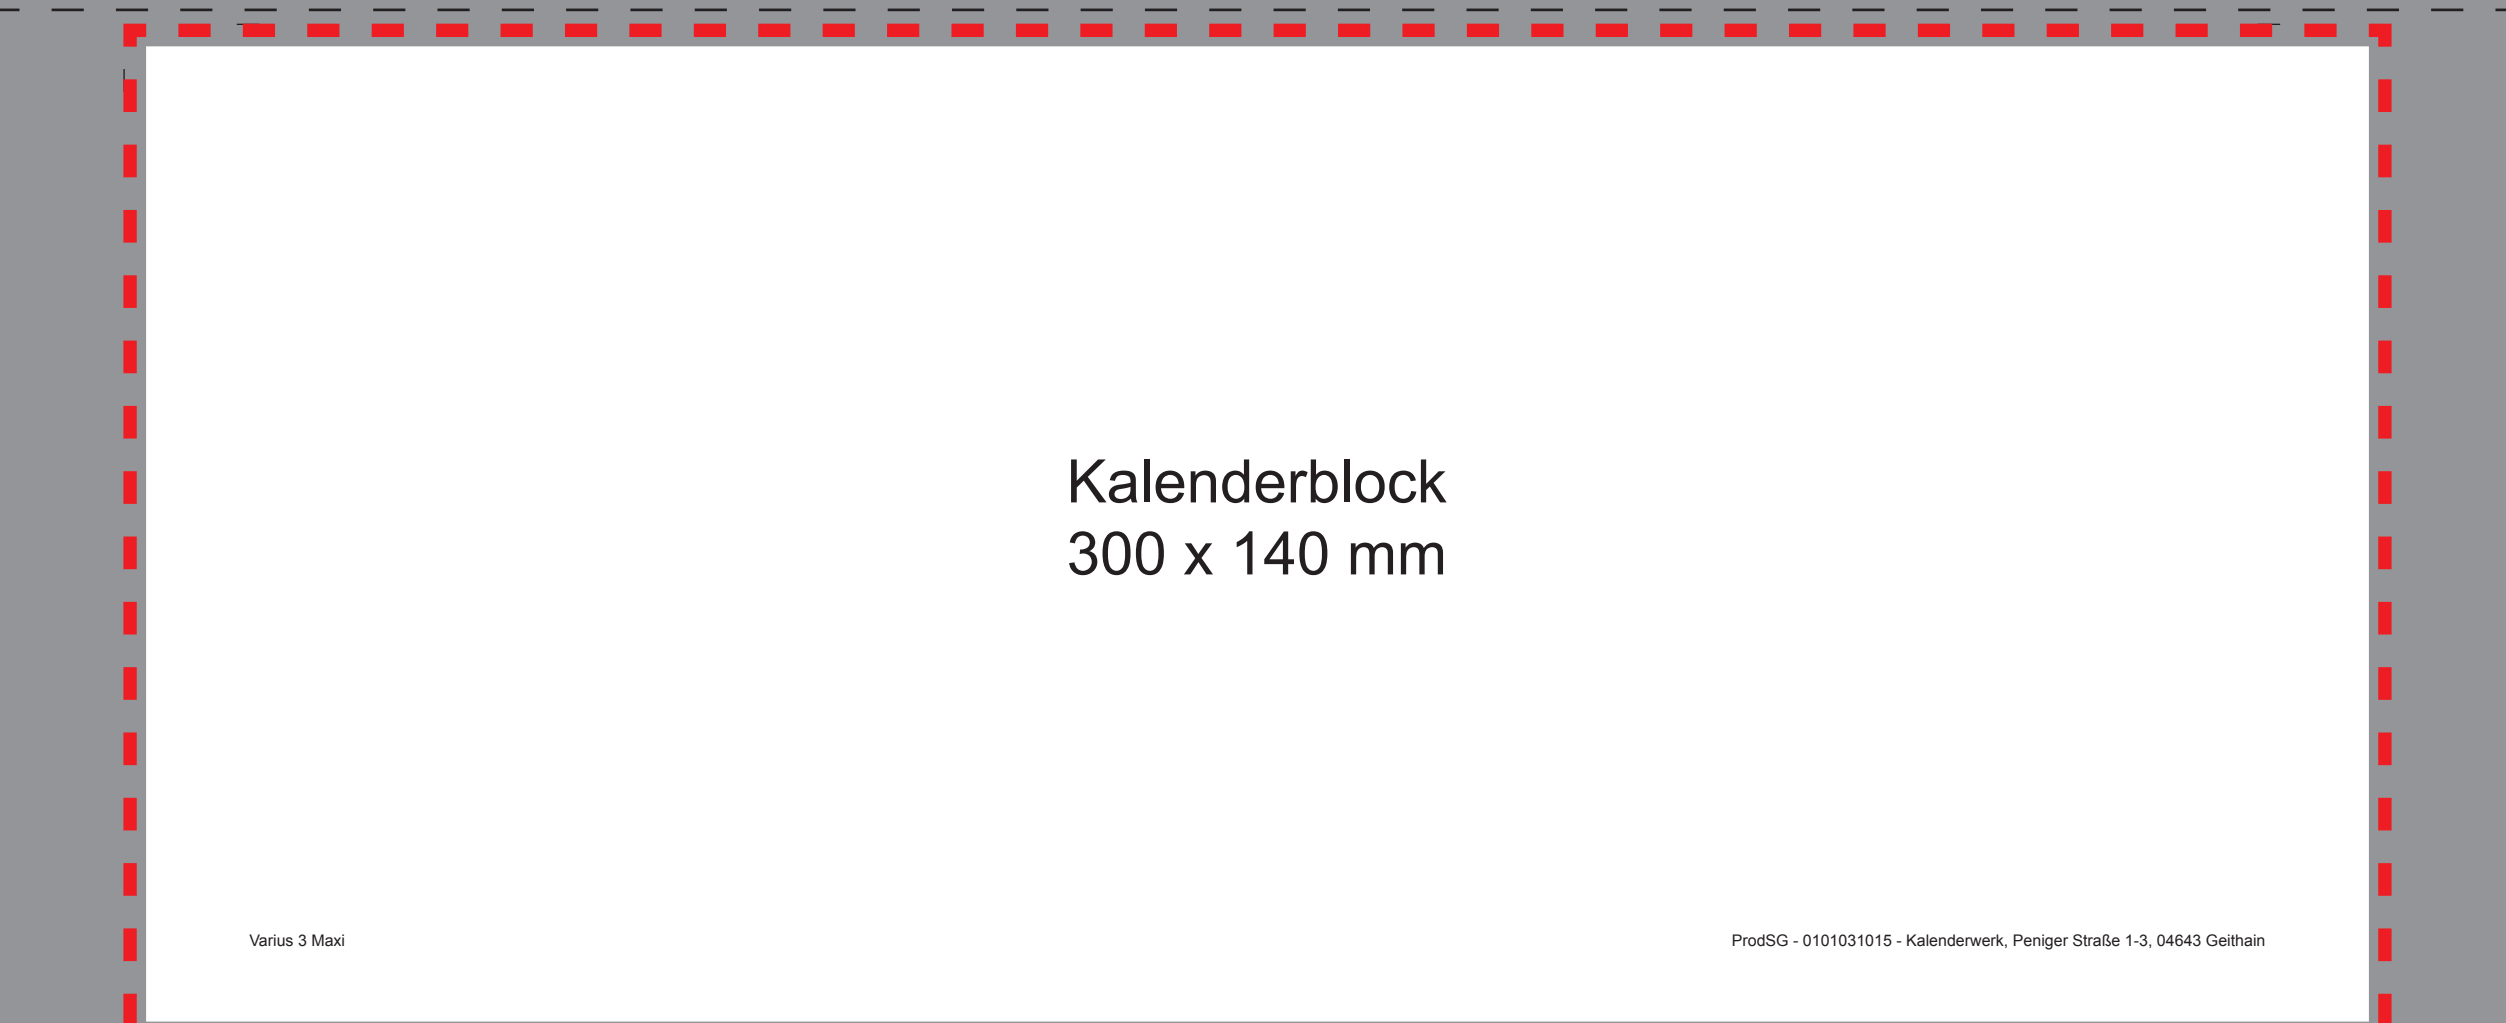 Kalenderblock
300 x 140 mm
Varius 3 Maxi
ProdSG - 0101031015 - Kalenderwerk, Peniger Straße 1-3, 04643 Geithain